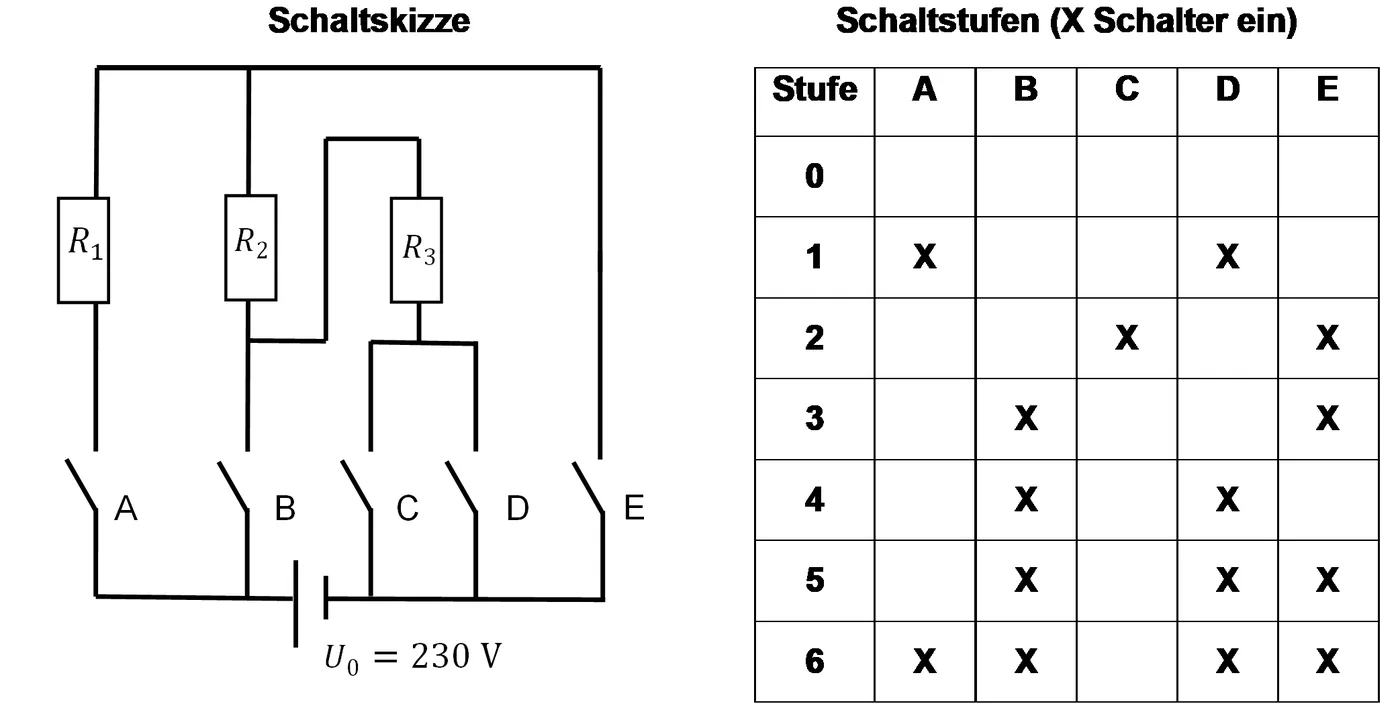 Schaltskizze
R₁
R₂
R₃
A
B
C
D
E
U₀ = 230 V
Schaltstufen (X Schalter ein)
Stufe A B C D E
0
1 X X
2 X X
3 X X
4 X X
5 X X X
6 X X X X